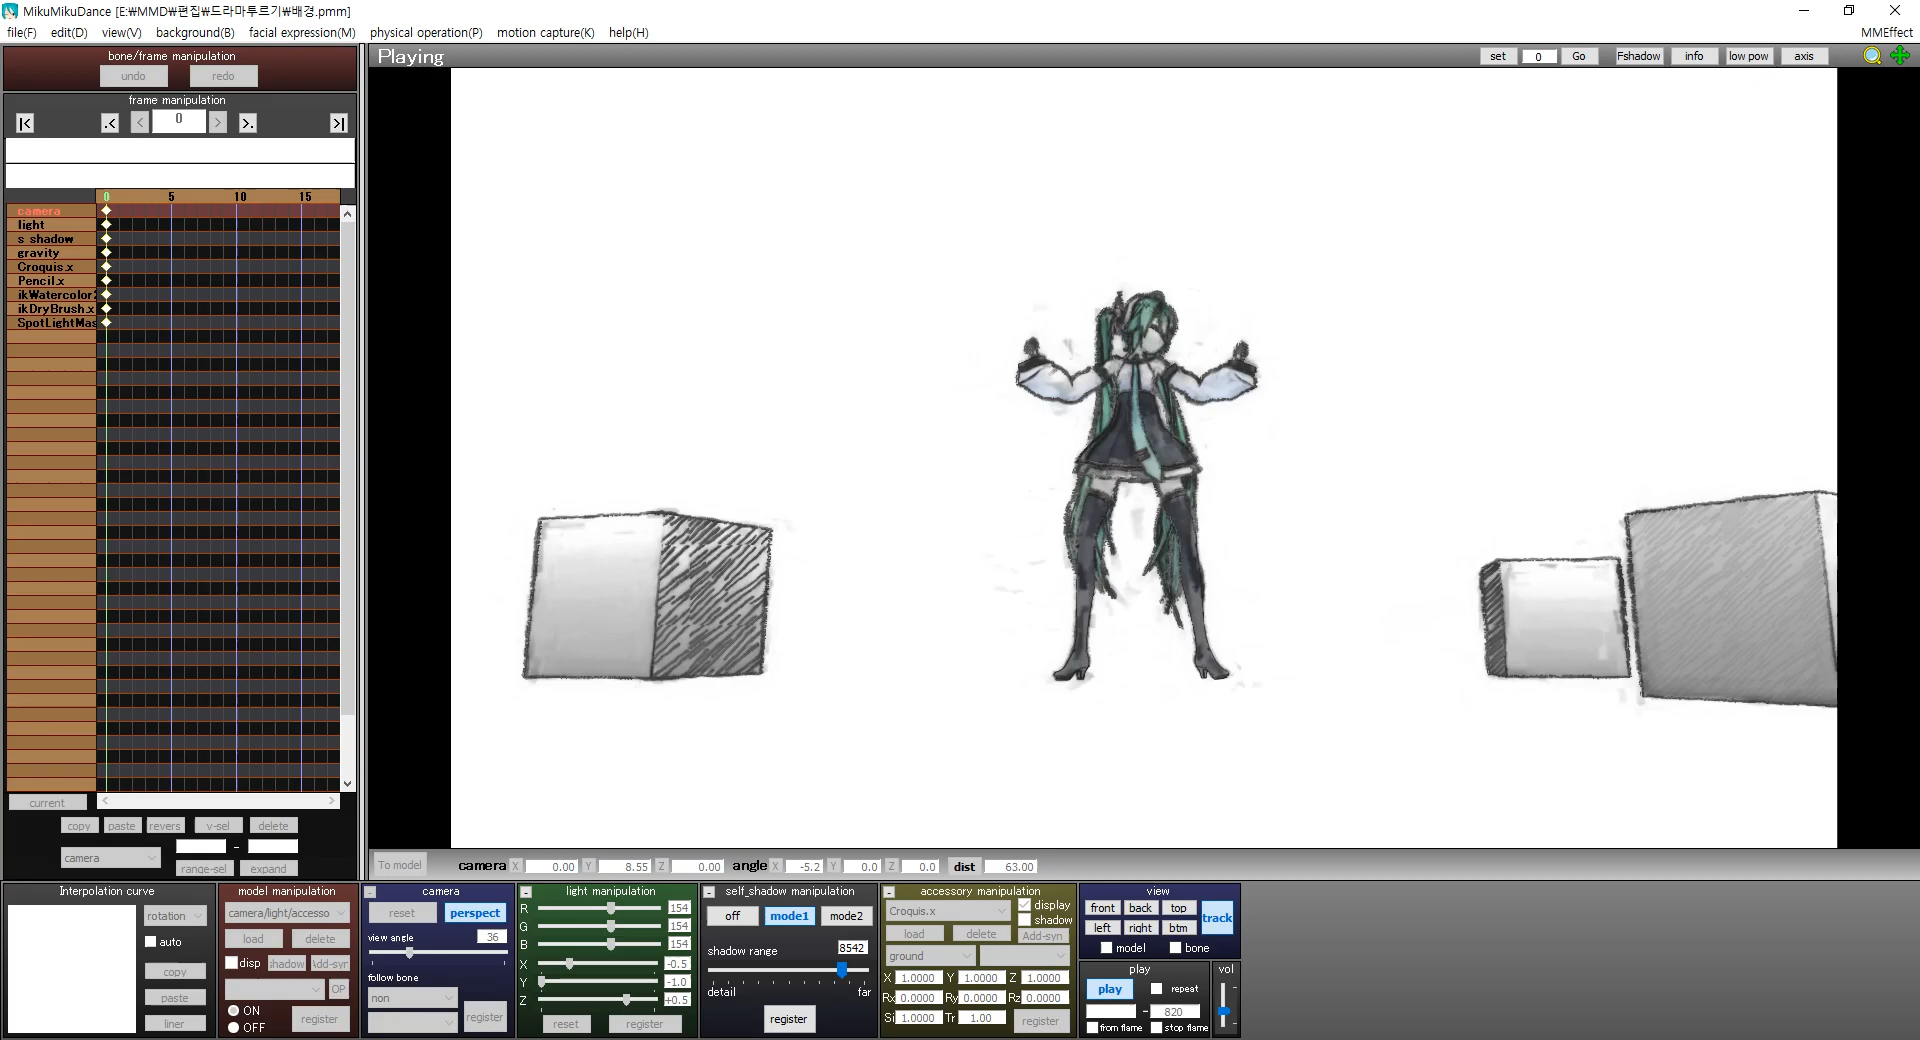 MikuMikuDance [E:₩MMD₩편집₩드라마투르기₩배경.pmm]
file(F) edit(D) view(V) background(B) facial expression(M) physical operation(P) motion capture(K) help(H) MMEffect
bone/frame manipulation
undo redo
Playing
set 0 Go Fshadow info low pow axis
frame manipulation
|< .< < 0 > >. >|
0 5 10 15
camera
light
s shadow
gravity
Croquis.x
Pencil.x
ikWatercolor
ikDryBrush.x
SpotLightMas
current
copy paste revers v-sel delete
camera -
range-sel expand
To model camera X 0.00 Y 8.55 Z 0.00 angle X -5.2 Y 0.0 Z 0.0 dist 63.00
Interpolation curve
rotation
auto
copy
paste
liner
model manipulation
camera/light/accesso
load delete
disp shadow Add-syn
OP
ON
OFF
register
camera
reset perspect
view angle 36
follow bone
non
register
light manipulation
R 154
G 154
B 154
X -0.5
Y -1.0
Z +0.5
reset register
self_shadow manipulation
off mode1 mode2
shadow range 8542
detail far
register
accessory manipulation
Croquis.x display
shadow
load delete Add-syn
ground
X 1.0000 Y 1.0000 Z 1.0000
Rx 0.0000 Ry 0.0000 Rz 0.0000
Si 1.0000 Tr 1.00 register
view
front back top
left right btm
track
model bone
play
play repeat
- 820
from flame stop flame
vol